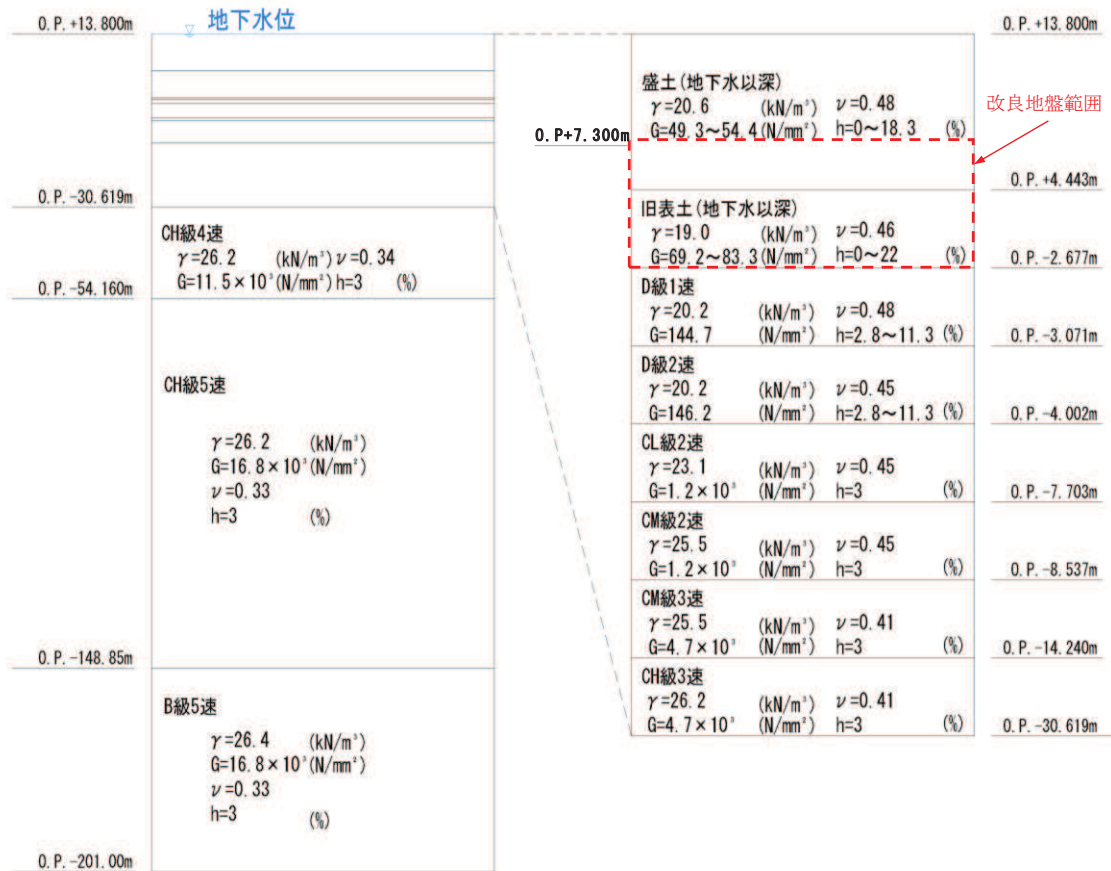 O.P.+13.800m
地下水位
O.P.-30.619m
CH級4速
γ=26.2 (kN/m³) ν=0.34
G=11.5×10³(N/mm²) h=3 (%)
O.P.-54.160m
CH級5速
γ=26.2 (kN/m³)
G=16.8×10³(N/mm²)
ν=0.33
h=3 (%)
O.P.-148.85m
B級5速
γ=26.4 (kN/m³)
G=16.8×10³(N/mm²)
ν=0.33
h=3 (%)
O.P.-201.00m
O.P.+13.800m
盛土(地下水以深)
γ=20.6 (kN/m³) ν=0.48
G=49.3~54.4(N/mm²) h=0~18.3 (%)
改良地盤範囲
O.P+7.300m
O.P.+4.443m
旧表土(地下水以深)
γ=19.0 (kN/m³) ν=0.46
G=69.2~83.3(N/mm²) h=0~22 (%)
O.P.-2.677m
D級1速
γ=20.2 (kN/m³) ν=0.48
G=144.7 (N/mm²) h=2.8~11.3 (%)
O.P.-3.071m
D級2速
γ=20.2 (kN/m³) ν=0.45
G=146.2 (N/mm²) h=2.8~11.3 (%)
O.P.-4.002m
CL級2速
γ=23.1 (kN/m³) ν=0.45
G=1.2×10³ (N/mm²) h=3 (%)
O.P.-7.703m
CM級2速
γ=25.5 (kN/m³) ν=0.45
G=1.2×10³ (N/mm²) h=3 (%)
O.P.-8.537m
CM級3速
γ=25.5 (kN/m³) ν=0.41
G=4.7×10³ (N/mm²) h=3 (%)
O.P.-14.240m
CH級3速
γ=26.2 (kN/m³) ν=0.41
G=4.7×10³ (N/mm²) h=3 (%)
O.P.-30.619m